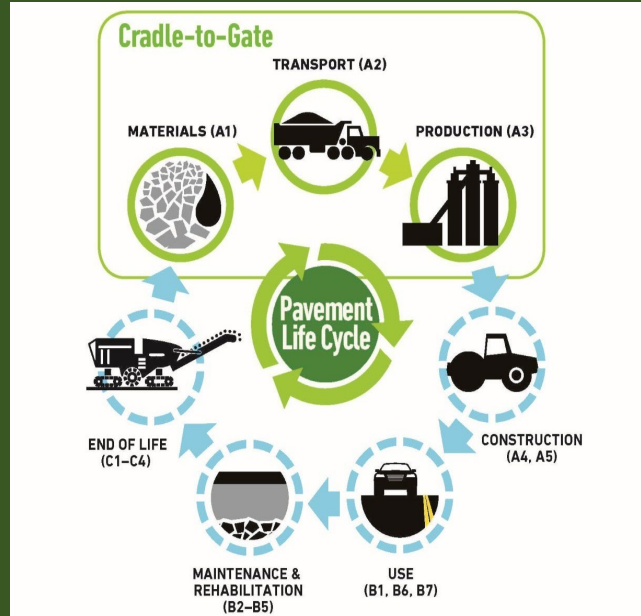 Cradle-to-Gate
TRANSPORT (A2)
MATERIALS (A1)
PRODUCTION (A3)
Pavement
Life Cycle
CONSTRUCTION
(A4, A5)
END OF LIFE
(C1–C4)
MAINTENANCE &
REHABILITATION
(B2–B5)
USE
(B1, B6, B7)